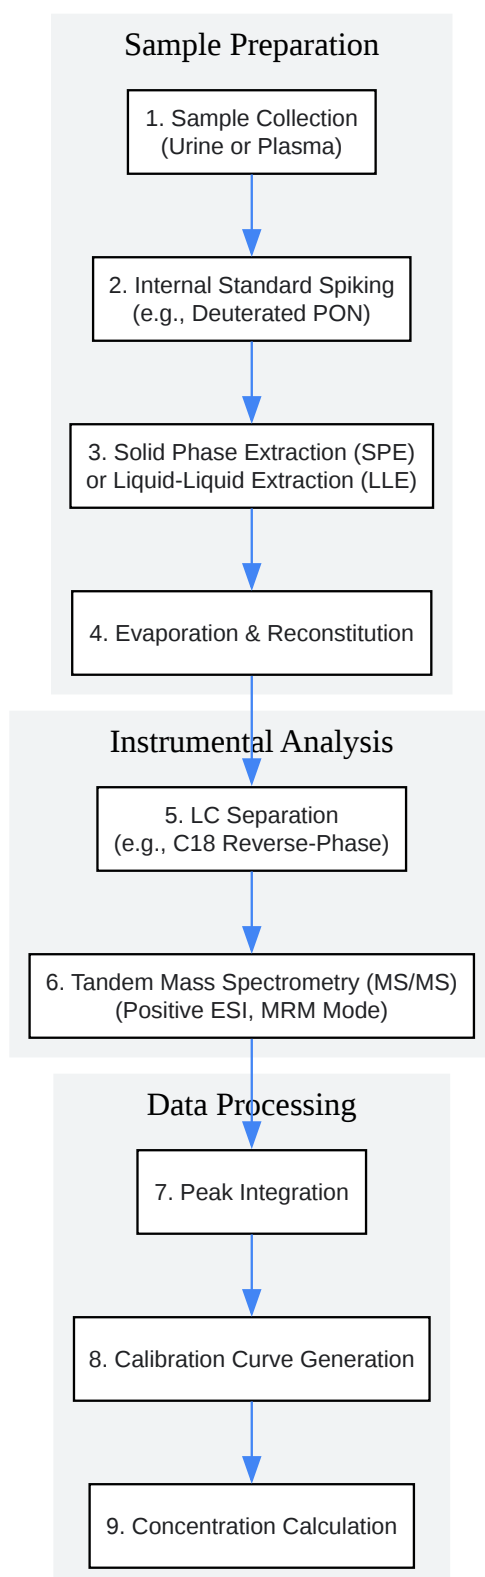 Sample Preparation
1. Sample Collection
(Urine or Plasma)
2. Internal Standard Spiking
(e.g., Deuterated PON)
3. Solid Phase Extraction (SPE)
or Liquid-Liquid Extraction (LLE)
4. Evaporation & Reconstitution
Instrumental Analysis
5. LC Separation
(e.g., C18 Reverse-Phase)
6. Tandem Mass Spectrometry (MS/MS)
(Positive ESI, MRM Mode)
Data Processing
7. Peak Integration
8. Calibration Curve Generation
9. Concentration Calculation